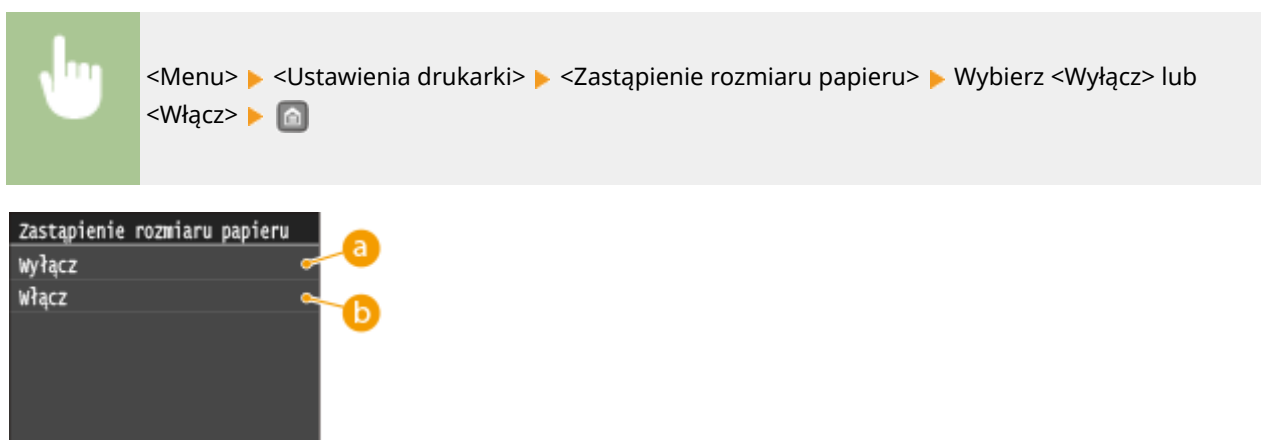 <Menu> <Ustawienia drukarki> <Zastąpienie rozmiaru papieru> Wybierz <Wyłącz> lub
<Włącz>
Zastąpienie rozmiaru papieru
Wyłącz
a
Włącz
b